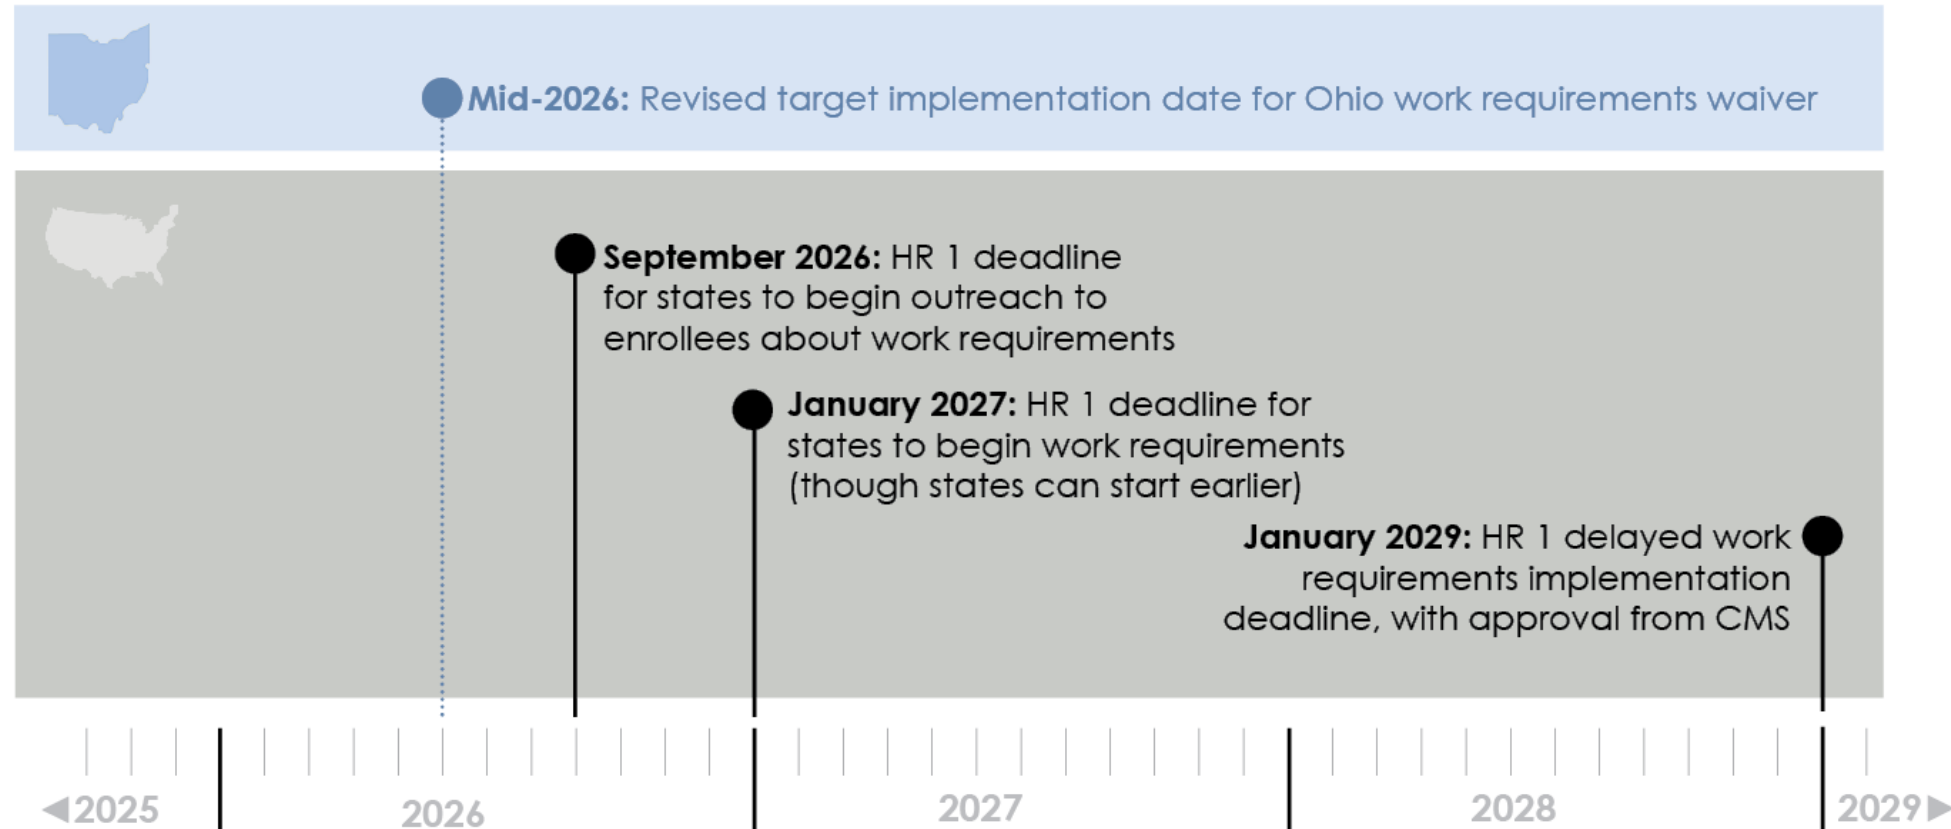 Mid-2026: Revised target implementation date for Ohio work requirements waiver
September 2026: HR 1 deadline
for states to begin outreach to
enrollees about work requirements
January 2027: HR 1 deadline for
states to begin work requirements
(though states can start earlier)
January 2029: HR 1 delayed work
requirements implementation
deadline, with approval from CMS
2025
2026
2027
2028
2029